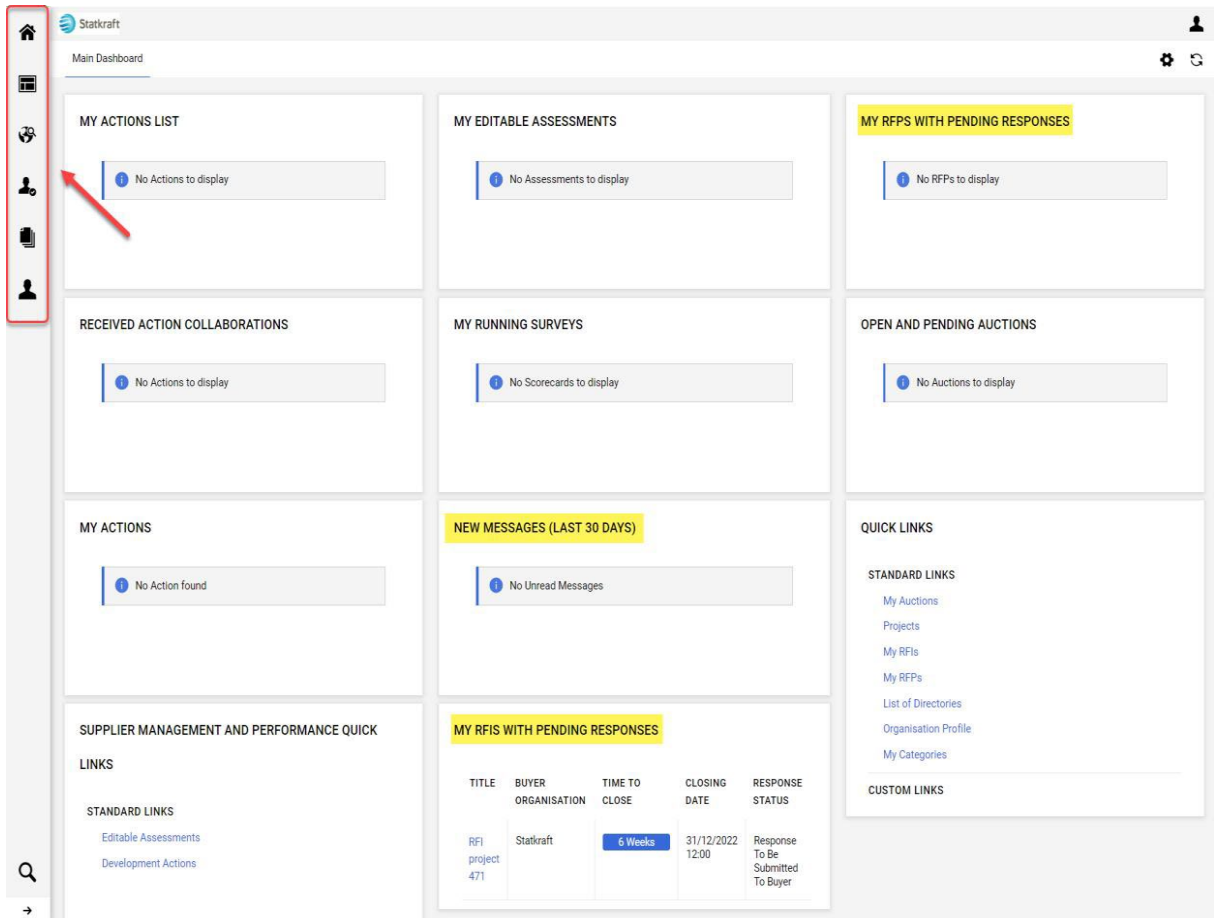 Statkraft
Main Dashboard
MY ACTIONS LIST
No Actions to display
MY EDITABLE ASSESSMENTS
No Assessments to display
MY RFPS WITH PENDING RESPONSES
No RFPs to display
RECEIVED ACTION COLLABORATIONS
No Actions to display
MY RUNNING SURVEYS
No Scorecards to display
OPEN AND PENDING AUCTIONS
No Auctions to display
MY ACTIONS
No Action found
NEW MESSAGES (LAST 30 DAYS)
No Unread Messages
QUICK LINKS
STANDARD LINKS
My Auctions
Projects
My RFIs
My RFPs
List of Directories
Organisation Profile
My Categories
CUSTOM LINKS
SUPPLIER MANAGEMENT AND PERFORMANCE QUICK
LINKS
STANDARD LINKS
Editable Assessments
Development Actions
MY RFIS WITH PENDING RESPONSES
TITLE BUYER TIME TO CLOSING RESPONSE
ORGANISATION CLOSE DATE STATUS
RFI Statkraft 6 Weeks 31/12/2022 Response
project 12:00 To Be
471 Submitted
To Buyer